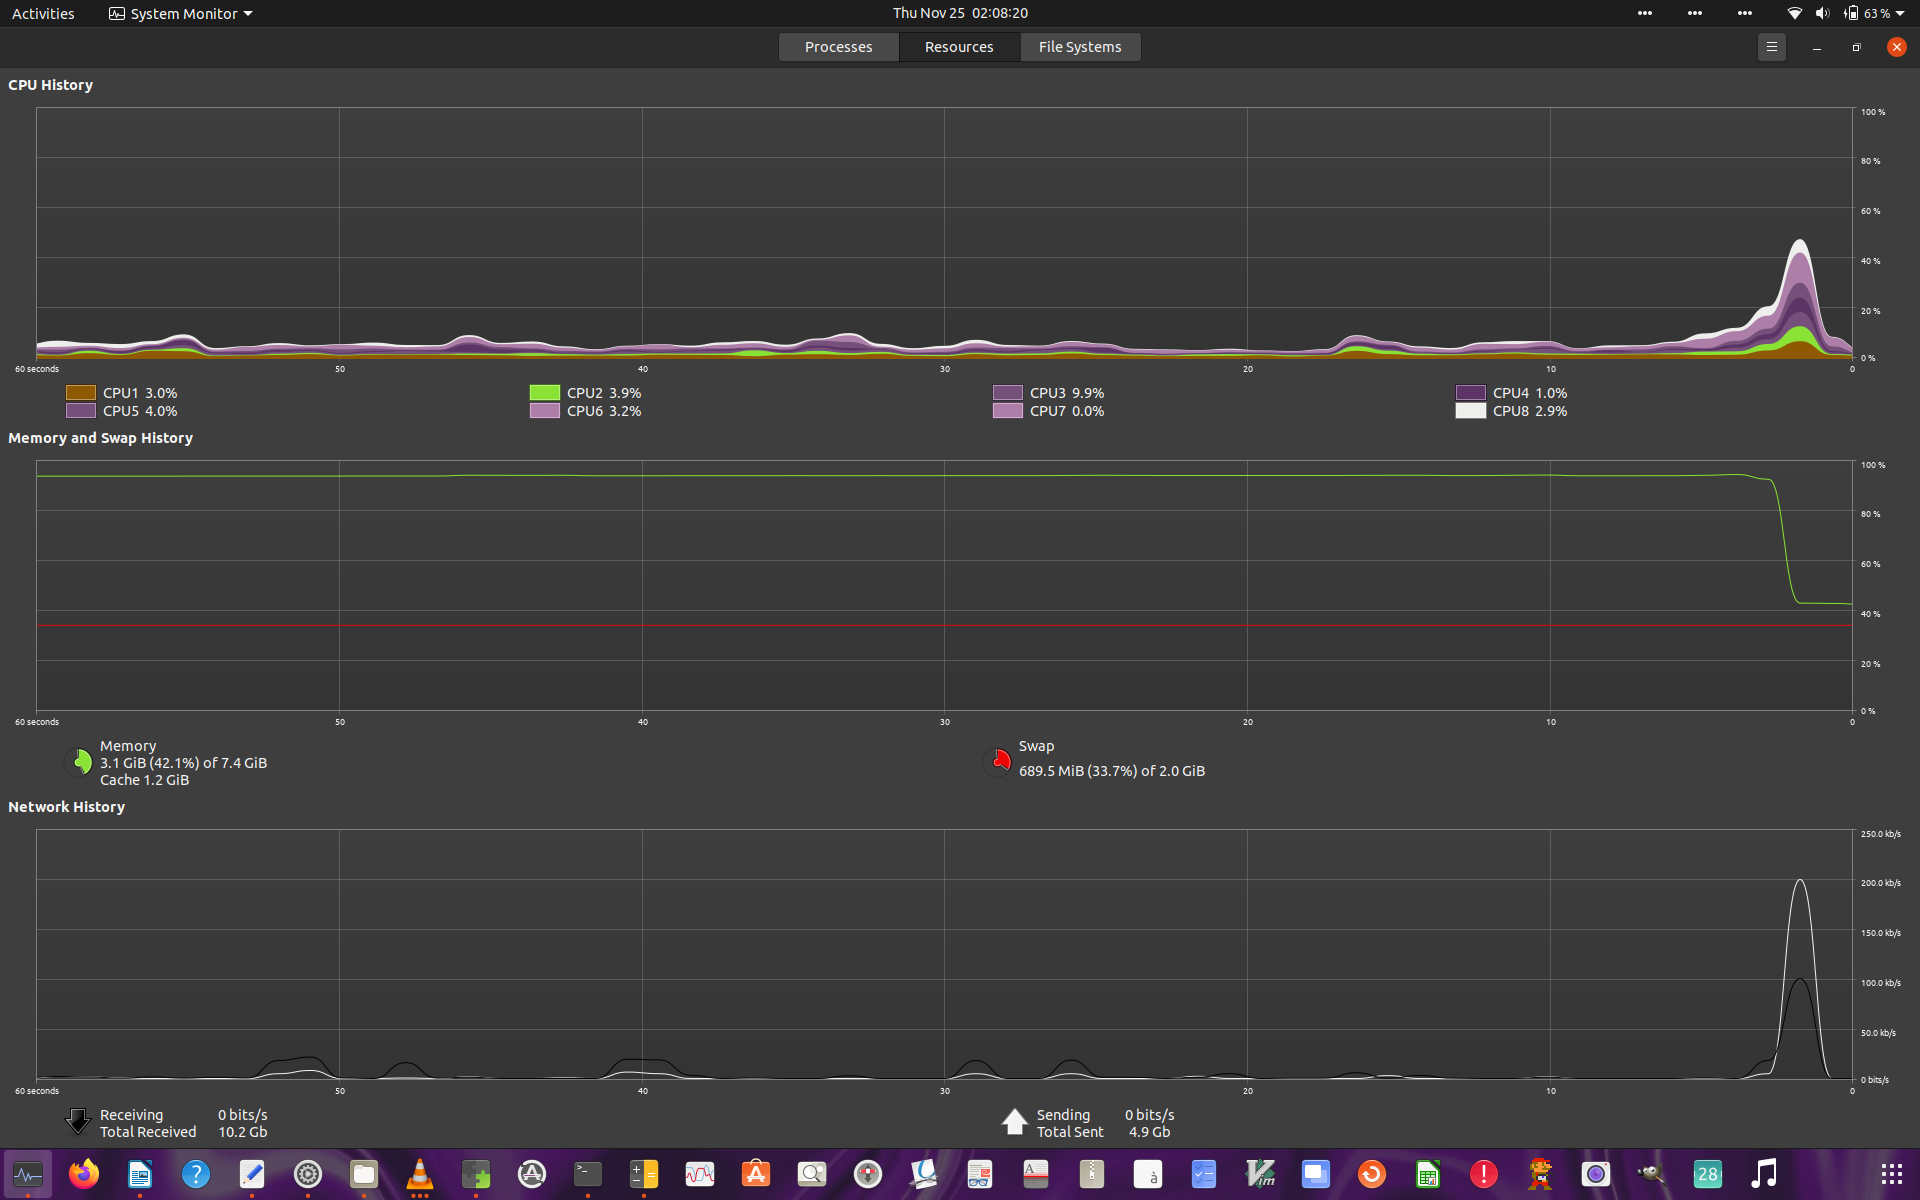 Activities System Monitor Thu Nov 25 02:08:20 63 %
Processes Resources File Systems
CPU History
100 %
80 %
60 %
40 %
20 %
0 %
60 seconds 50 40 30 20 10 0
CPU1 3.0% CPU2 3.9% CPU3 9.9% CPU4 1.0%
CPU5 4.0% CPU6 3.2% CPU7 0.0% CPU8 2.9%
Memory and Swap History
100 %
80 %
60 %
40 %
20 %
0 %
60 seconds 50 40 30 20 10 0
Memory
3.1 GiB (42.1%) of 7.4 GiB
Cache 1.2 GiB
Swap
689.5 MiB (33.7%) of 2.0 GiB
Network History
250.0 kb/s
200.0 kb/s
150.0 kb/s
100.0 kb/s
50.0 kb/s
0 bits/s
60 seconds 50 40 30 20 10 0
Receiving 0 bits/s
Total Received 10.2 Gb
Sending 0 bits/s
Total Sent 4.9 Gb
? >_ A à Vim ! 28